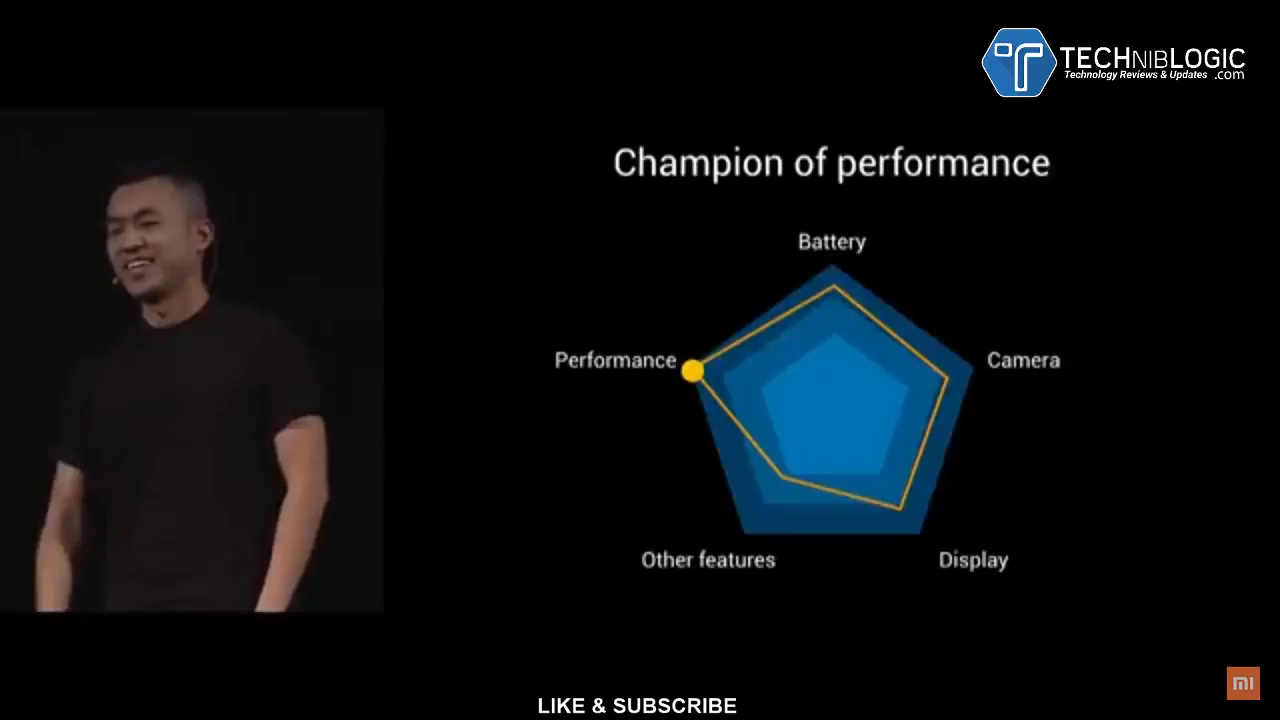 TECHNIBLOGIC
Technology Reviews & Updates .com
Champion of performance
Battery
Performance
Camera
Other features
Display
MI
LIKE & SUBSCRIBE